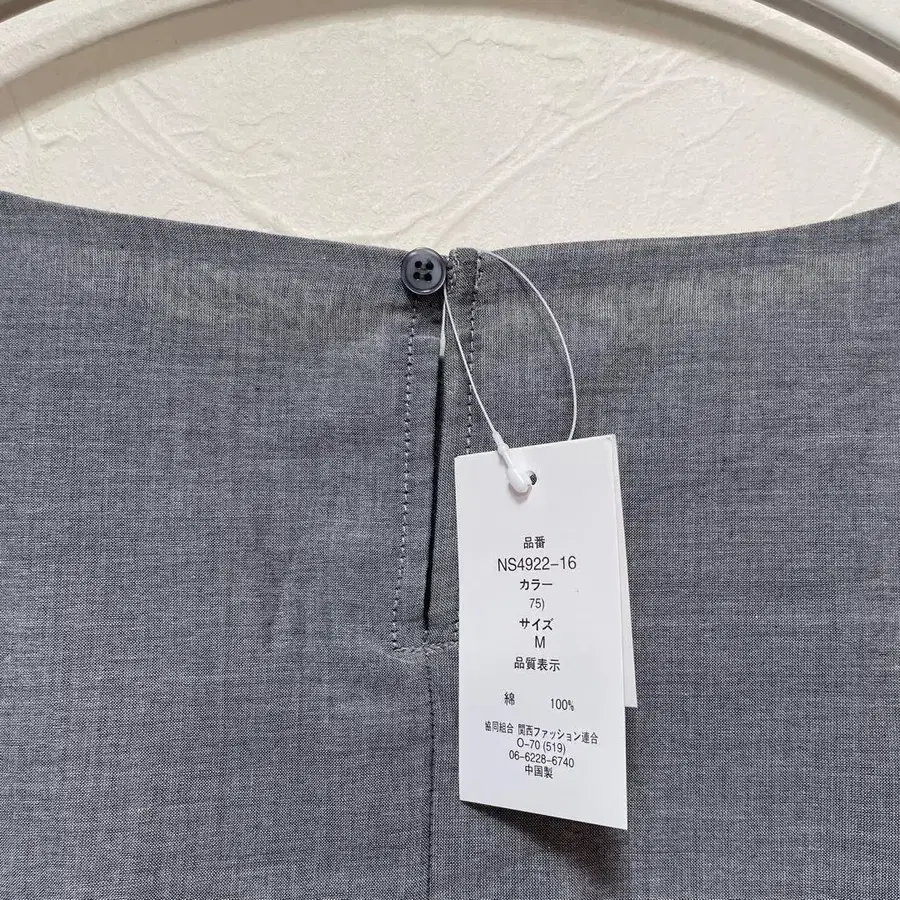 品番
NS4922-16
カラー
75)
サイズ
M
品質表示
綿 100%
協同組合 関西ファッション連合
O-70 (519)
06-6228-6740
中国製